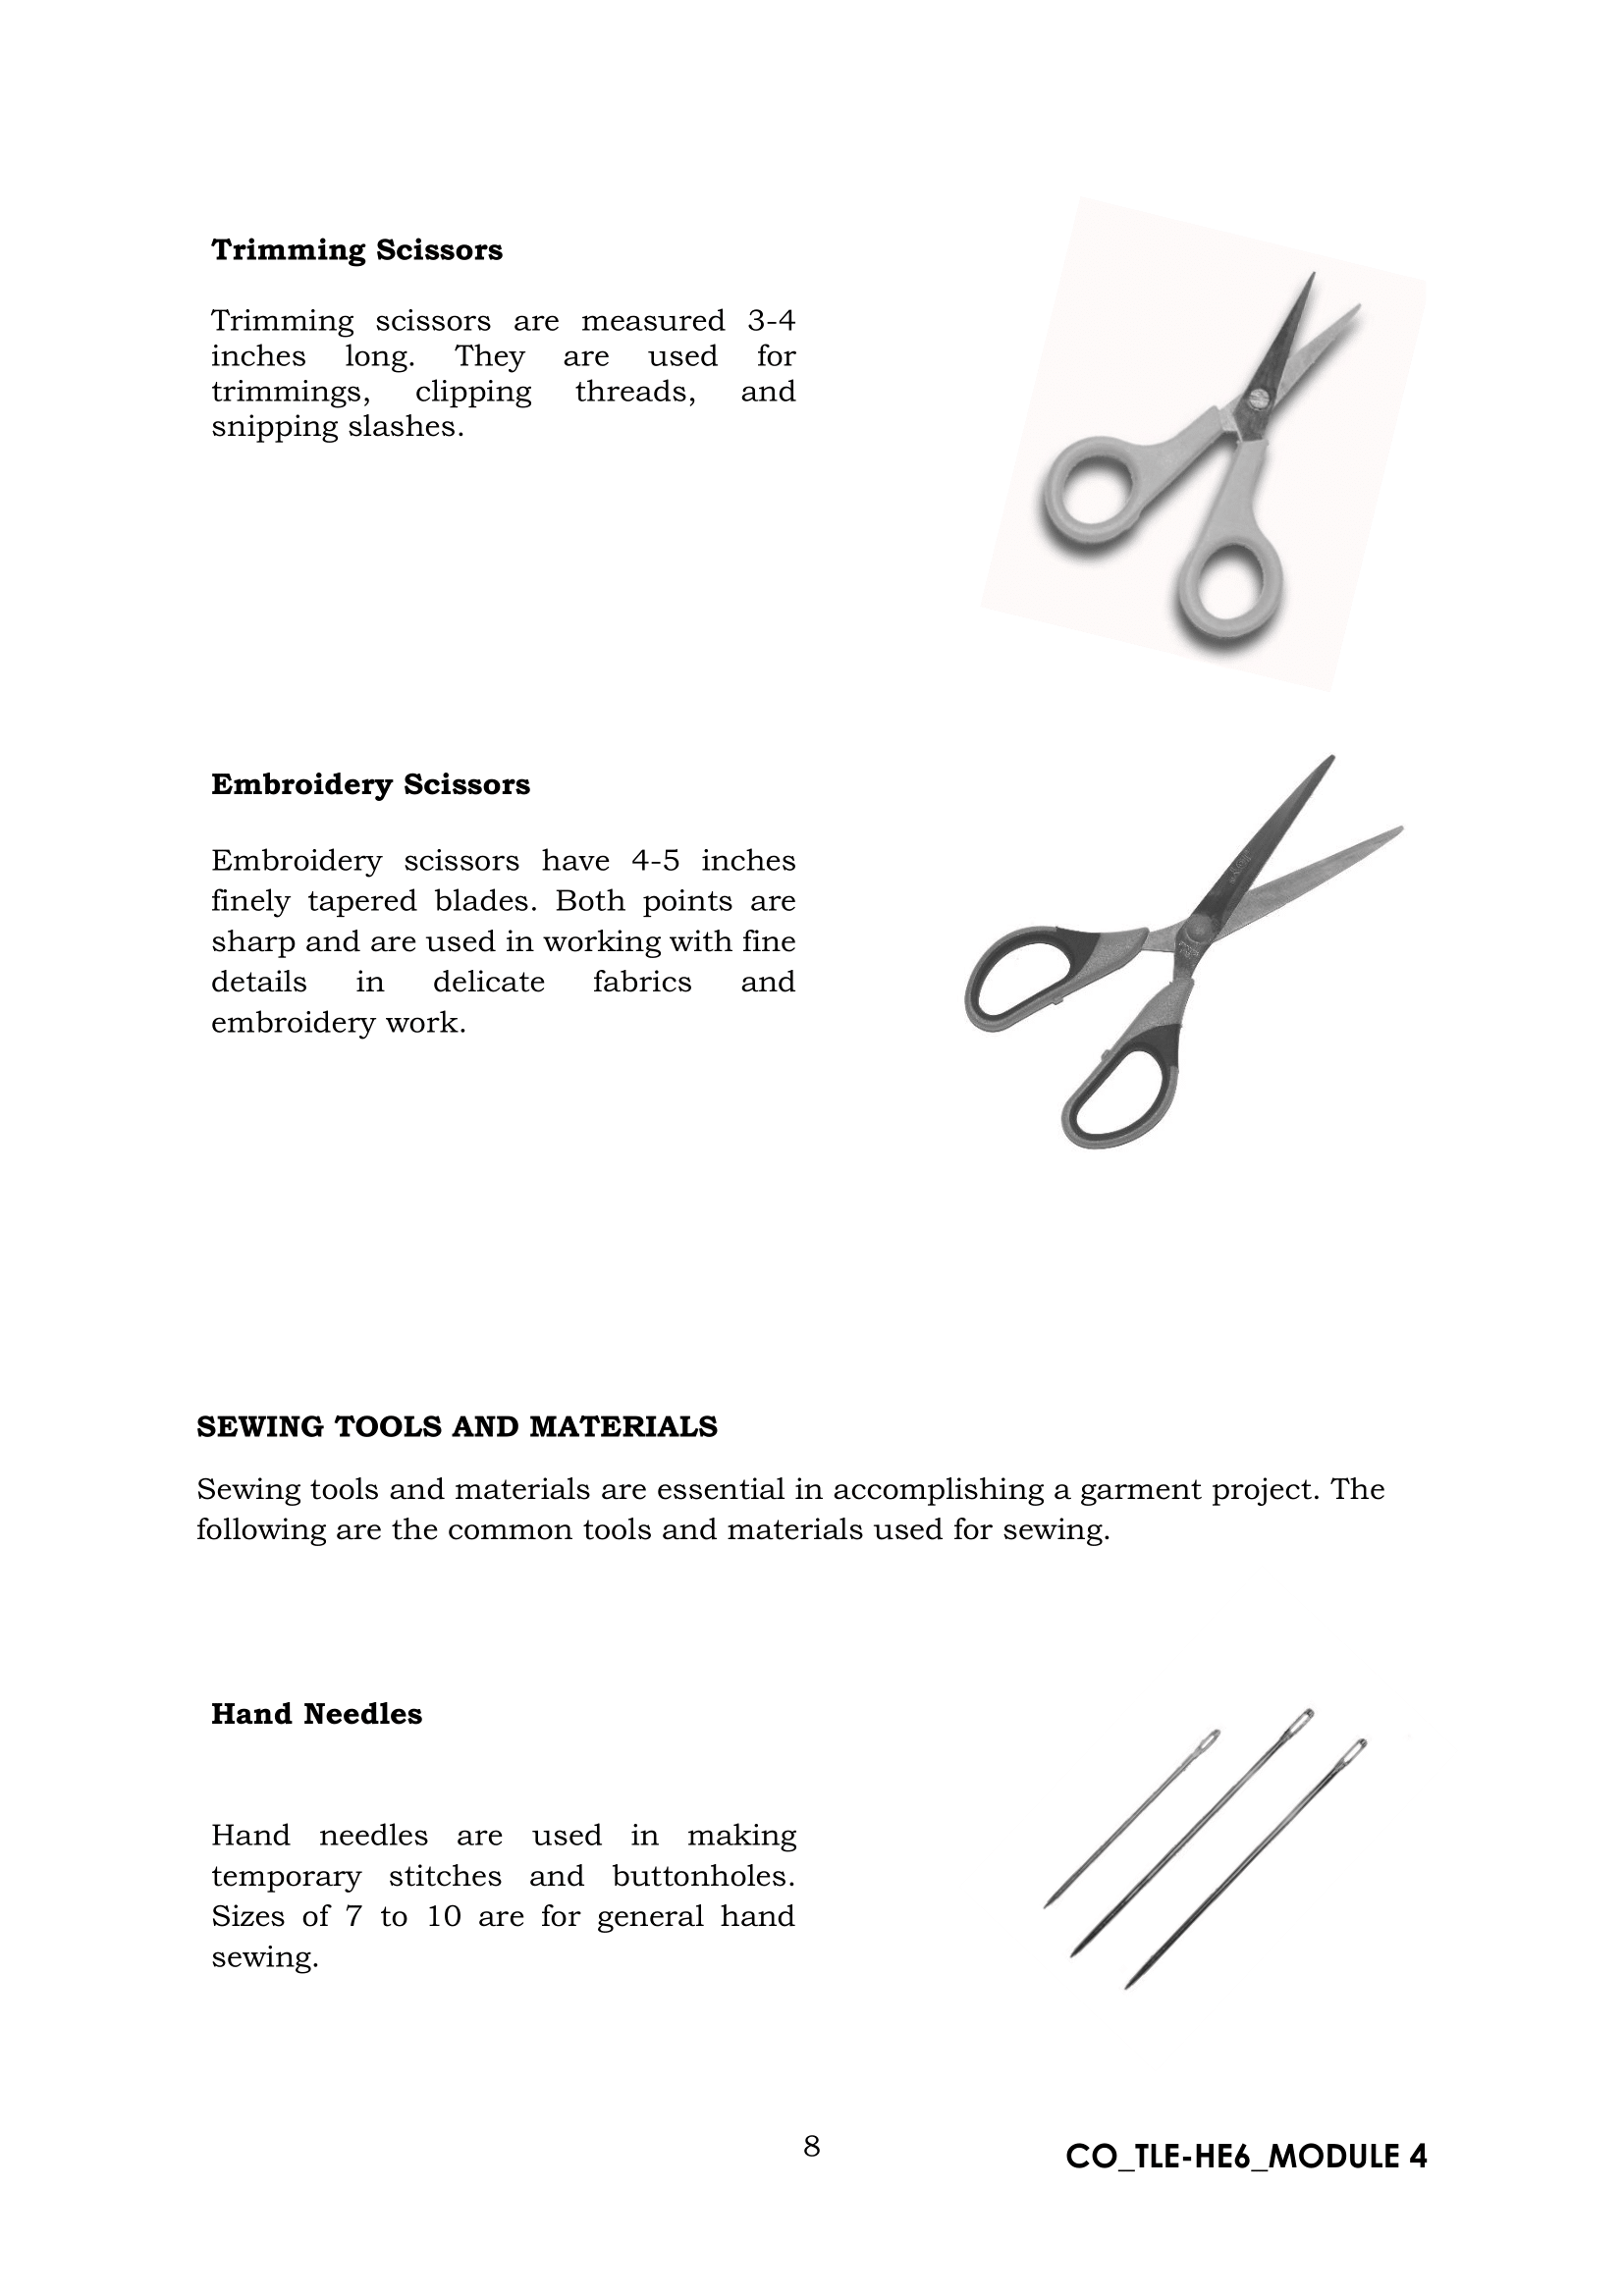 Trimming Scissors
Trimming scissors are measured 3-4
inches long. They are used for
trimmings, clipping threads, and
snipping slashes.
Embroidery Scissors
Embroidery scissors have 4-5 inches
finely tapered blades. Both points are
sharp and are used in working with fine
details in delicate fabrics and
embroidery work.
SEWING TOOLS AND MATERIALS
Sewing tools and materials are essential in accomplishing a garment project. The
following are the common tools and materials used for sewing.
Hand Needles
Hand needles are used in making
temporary stitches and buttonholes.
Sizes of 7 to 10 are for general hand
sewing.
8
CO_TLE-HE6_MODULE 4